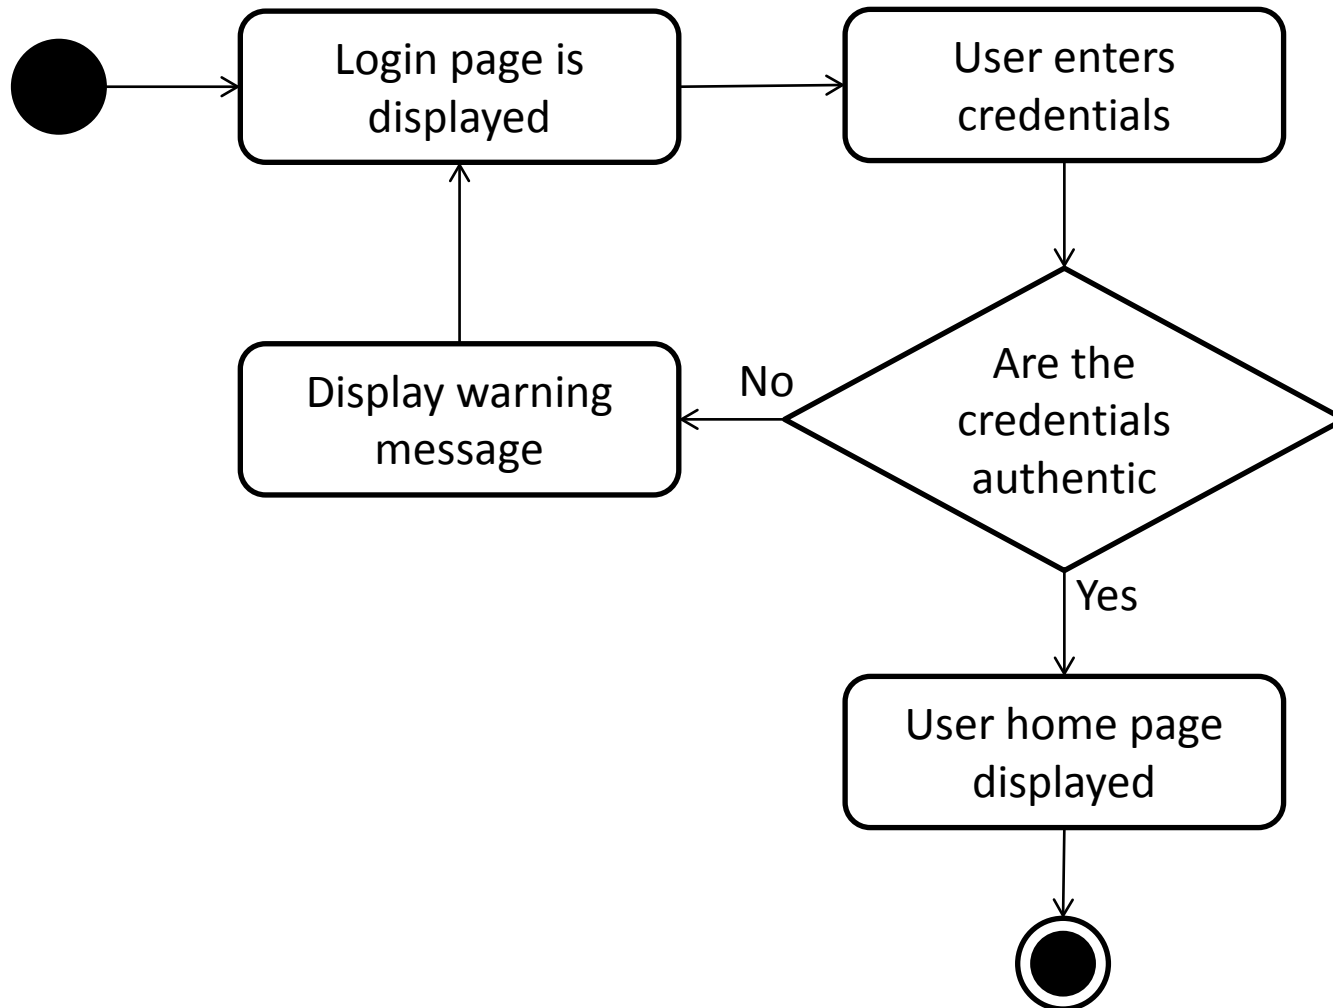 Login page is
displayed
User enters
credentials
Display warning
message
No
Are the
credentials
authentic
Yes
User home page
displayed